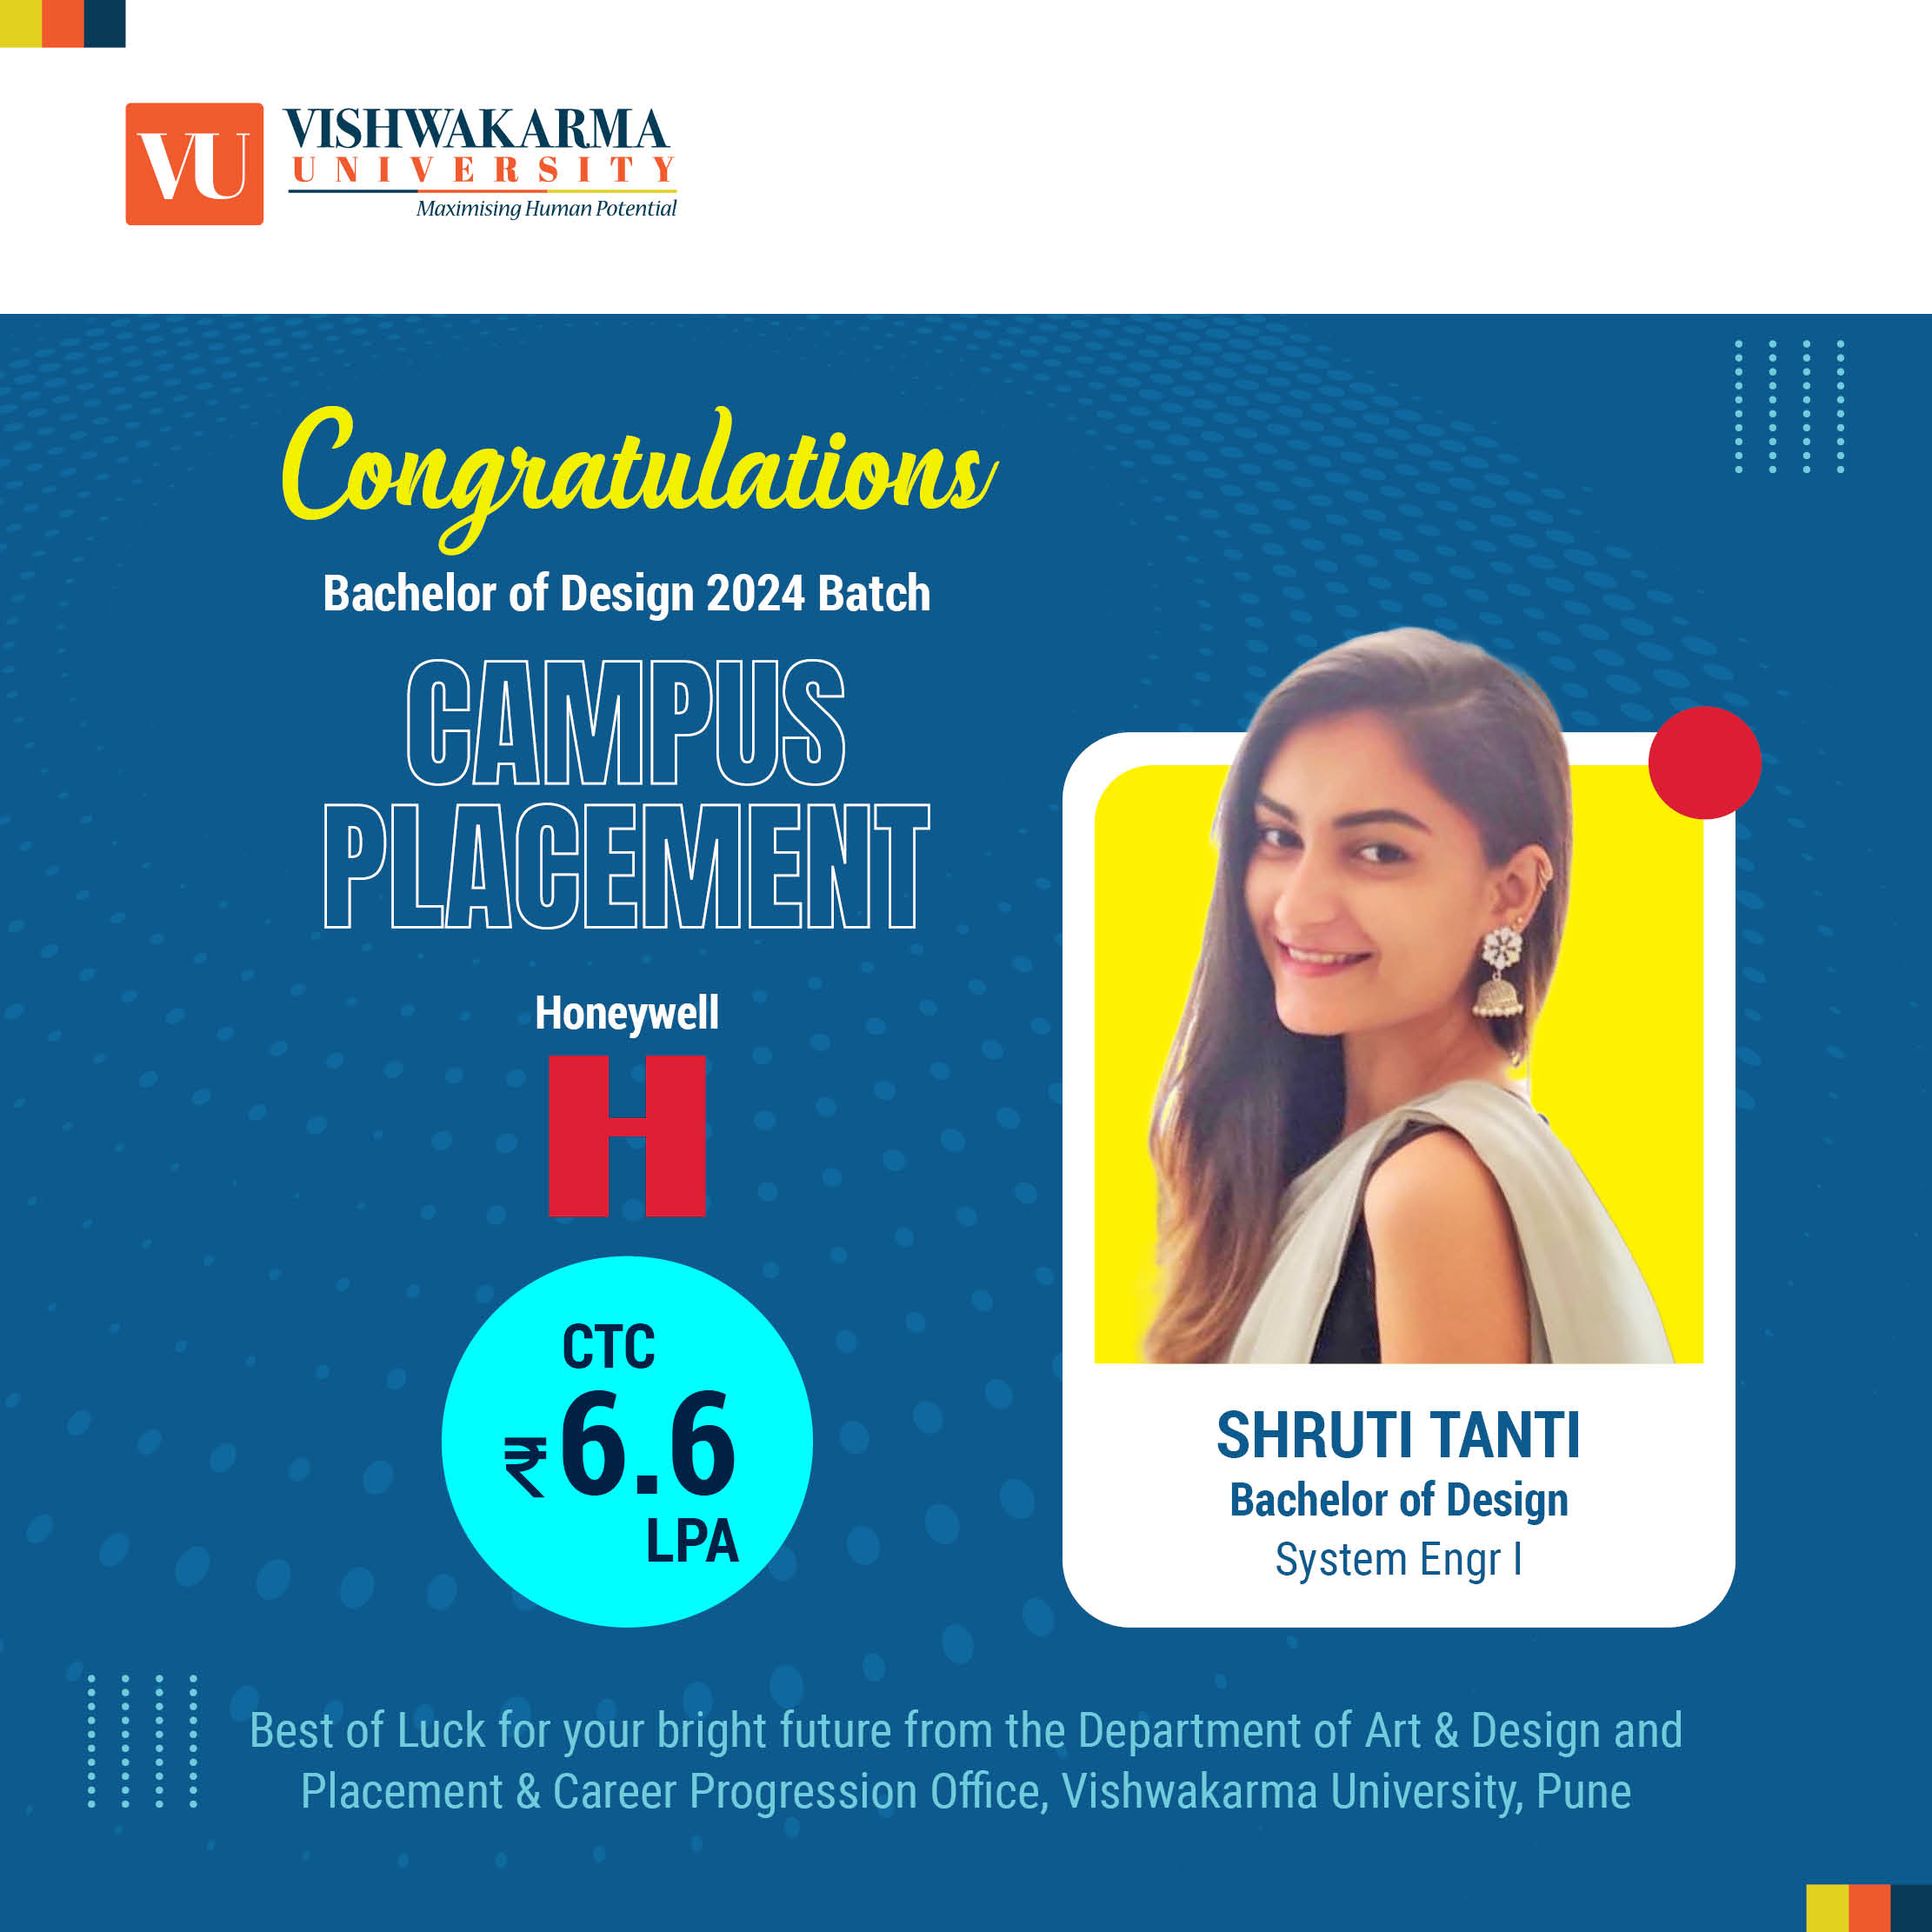 VU
VISHWAKARMA
UNIVERSITY
Maximising Human Potential
Congratulations
Bachelor of Design 2024 Batch
CAMPUS
PLACEMENT
Honeywell
H
CTC
₹6.6
LPA
SHRUTI TANTI
Bachelor of Design
System Engr I
Best of Luck for your bright future from the Department of Art & Design and
Placement & Career Progression Office, Vishwakarma University, Pune